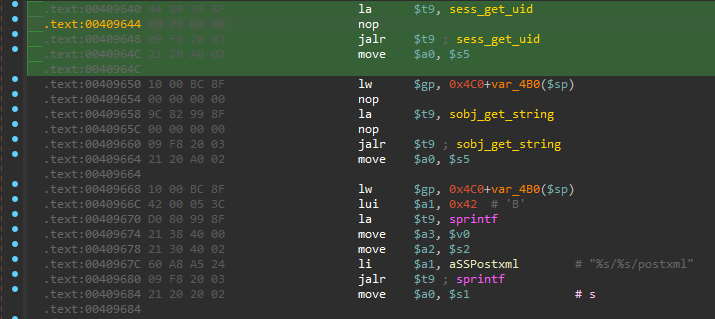 .text:00409640 44 80 99 8F la $t9, sess_get_uid
.text:00409644 00 00 00 00 nop
.text:00409648 09 F8 20 03 jalr $t9 ; sess_get_uid
.text:0040964C 21 20 A0 02 move $a0, $s5
.text:0040964C
.text:00409650 10 00 BC 8F lw $gp, 0x4C0+var_4B0($sp)
.text:00409654 00 00 00 00 nop
.text:00409658 9C 82 99 8F la $t9, sobj_get_string
.text:0040965C 00 00 00 00 nop
.text:00409660 09 F8 20 03 jalr $t9 ; sobj_get_string
.text:00409664 21 20 A0 02 move $a0, $s5
.text:00409664
.text:00409668 10 00 BC 8F lw $gp, 0x4C0+var_4B0($sp)
.text:0040966C 42 00 05 3C lui $a1, 0x42 # 'B'
.text:00409670 D0 80 99 8F la $t9, sprintf
.text:00409674 21 38 40 00 move $a3, $v0
.text:00409678 21 30 40 02 move $a2, $s2
.text:0040967C 60 A8 A5 24 li $a1, aSSPostxml # "%s/%s/postxml"
.text:00409680 09 F8 20 03 jalr $t9 ; sprintf
.text:00409684 21 20 20 02 move $a0, $s1 # s
.text:00409684